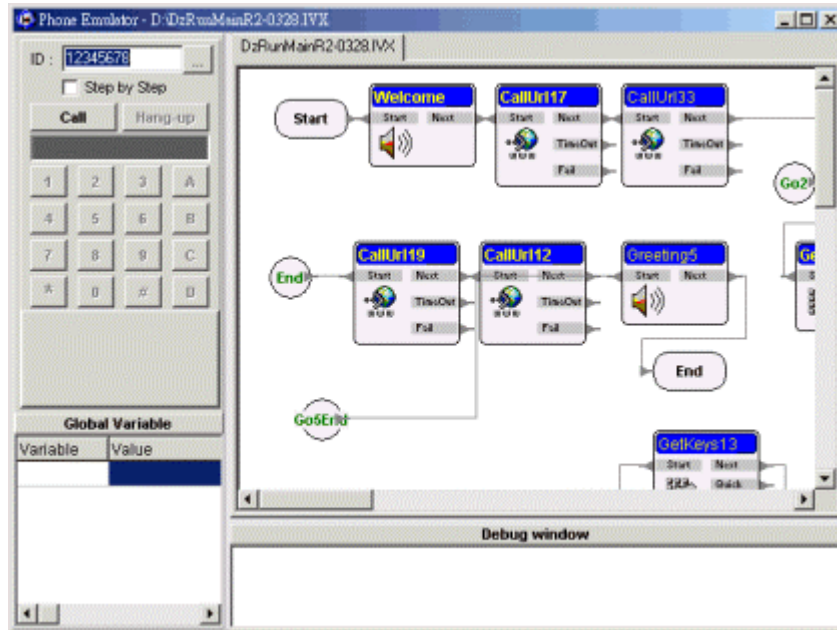 Phone Emulator - D:\DzRunMainR2-0328.IVX
ID : 12345678 ...
Step by Step
Call Hang-up
1 2 3 A
4 5 6 B
7 8 9 C
* 0 # D
Global Variable
Variable Value
DzRunMainR2-0328.IVX
Start
Welcome
Start Next
CallUrl17
Start Next
TimeOut
Fail
CallUrl33
Start Next
TimeOut
Fail
Go2
End
CallUrl19
Start Next
TimeOut
Fail
CallUrl12
Start Next
TimeOut
Fail
Greeting5
Start Next
Ge
Start
End
Go5End
GetKeys13
Start Next
Quick
Debug window